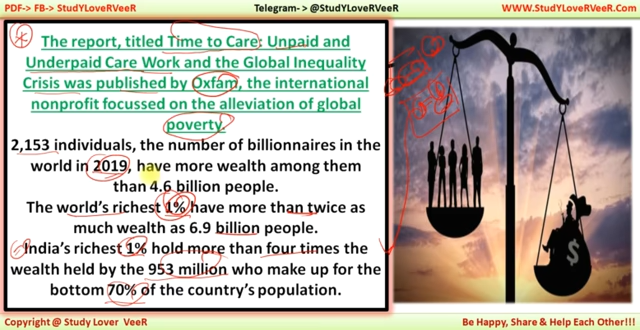 PDF-> FB-> StudYLoveRVeeR
Telegram-> @StudYLoveRVeeR
WWW.StudYLoveRVeeR.Com
The report, titled Time to Care: Unpaid and
Underpaid Care Work and the Global Inequality
Crisis was published by Oxfam, the international
nonprofit focussed on the alleviation of global
poverty.
2,153 individuals, the number of billionnaires in the
world in 2019, have more wealth among them
than 4.6 billion people.
The world's richest 1% have more than twice as
much wealth as 6.9 billion people.
India's richest 1% hold more than four times the
wealth held by the 953 million who make up for the
bottom 70% of the country's population.
$
Copyright @ Study Lover VeeR
Be Happy, Share & Help Each Other!!!